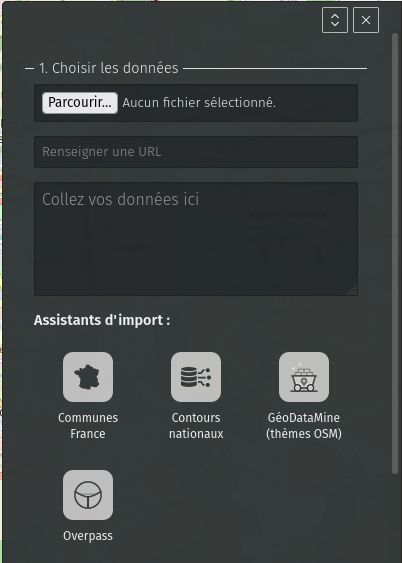 1. Choisir les données
Parcourir... Aucun fichier sélectionné.
Renseigner une URL
Collez vos données ici
Assistants d'import :
Communes
France
Contours
nationaux
GéoDataMine
(thèmes OSM)
Overpass